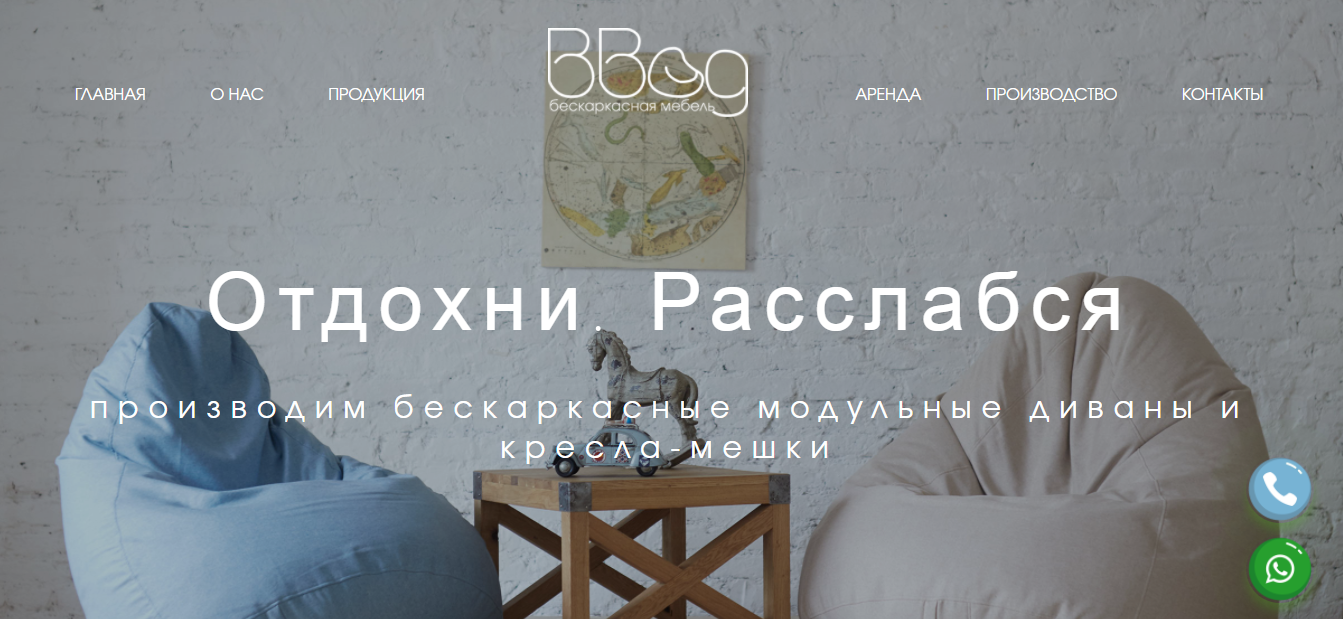 BBag
бескаркасная мебель
ГЛАВНАЯ О НАС ПРОДУКЦИЯ АРЕНДА ПРОИЗВОДСТВО КОНТАКТЫ
Отдохни. Расслабся
производим бескаркасные модульные диваны и
кресла-мешки